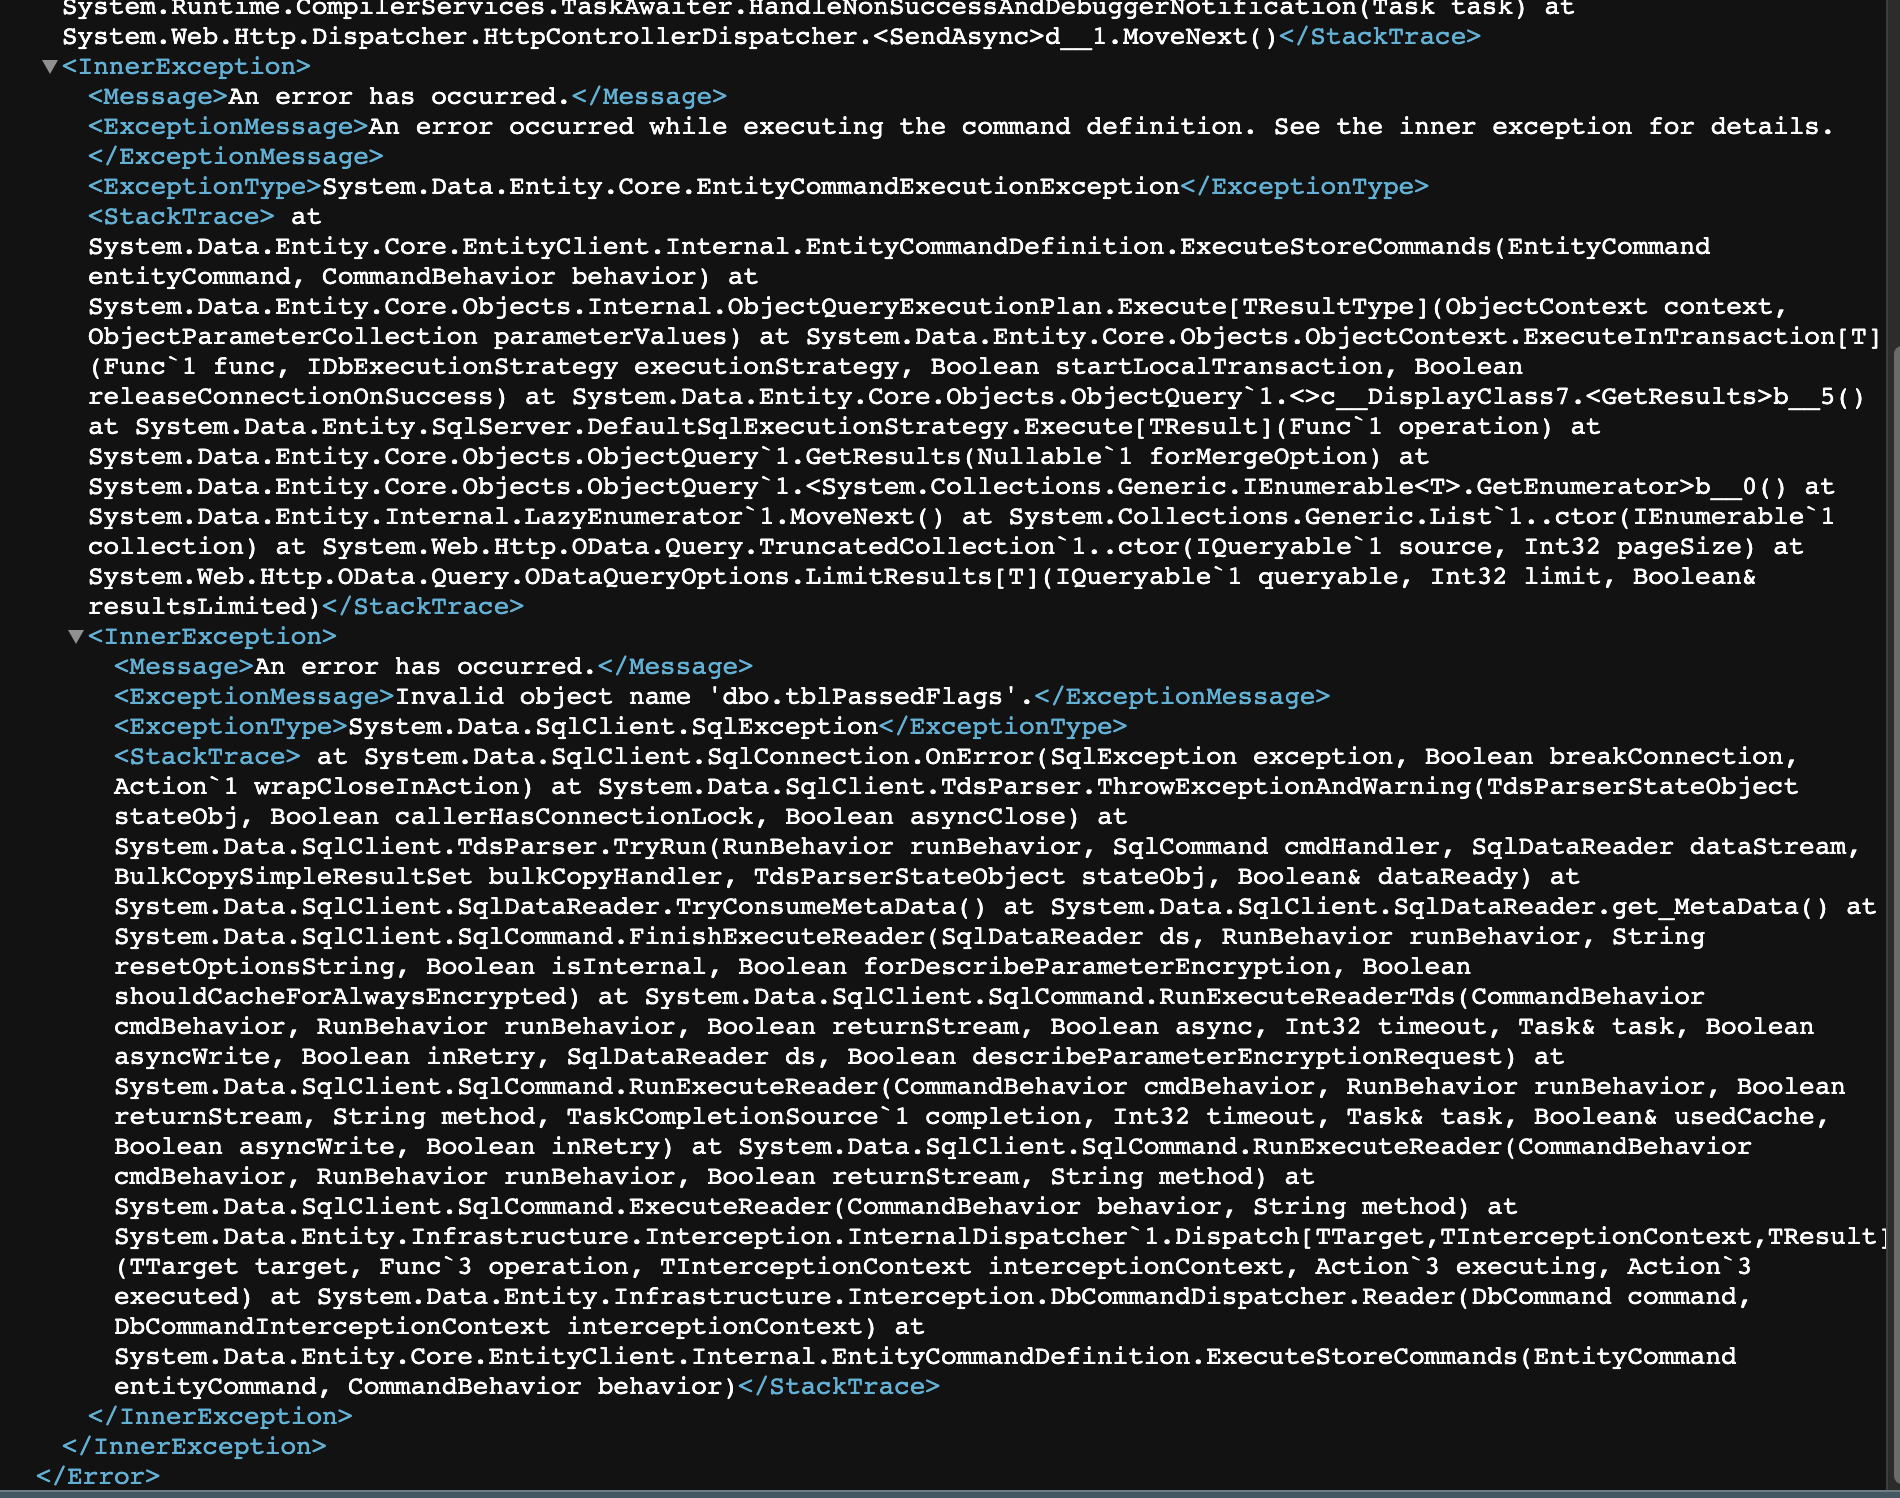 System.Runtime.CompilerServices.TaskAwaiter.HandleNonSuccessAndDebuggerNotification(Task task) at
System.Web.Http.Dispatcher.HttpControllerDispatcher.<SendAsync>d__1.MoveNext()</StackTrace>
<InnerException>
<Message>An error has occurred.</Message>
<ExceptionMessage>An error occurred while executing the command definition. See the inner exception for details.
</ExceptionMessage>
<ExceptionType>System.Data.Entity.Core.EntityCommandExecutionException</ExceptionType>
<StackTrace> at
System.Data.Entity.Core.EntityClient.Internal.EntityCommandDefinition.ExecuteStoreCommands(EntityCommand
entityCommand, CommandBehavior behavior) at
System.Data.Entity.Core.Objects.Internal.ObjectQueryExecutionPlan.Execute[TResultType](ObjectContext context,
ObjectParameterCollection parameterValues) at System.Data.Entity.Core.Objects.ObjectContext.ExecuteInTransaction[T]
(Func`1 func, IDbExecutionStrategy executionStrategy, Boolean startLocalTransaction, Boolean
releaseConnectionOnSuccess) at System.Data.Entity.Core.Objects.ObjectQuery`1.<>c__DisplayClass7.<GetResults>b__5()
at System.Data.Entity.SqlServer.DefaultSqlExecutionStrategy.Execute[TResult](Func`1 operation) at
System.Data.Entity.Core.Objects.ObjectQuery`1.GetResults(Nullable`1 forMergeOption) at
System.Data.Entity.Core.Objects.ObjectQuery`1.<System.Collections.Generic.IEnumerable<T>.GetEnumerator>b__0() at
System.Data.Entity.Internal.LazyEnumerator`1.MoveNext() at System.Collections.Generic.List`1..ctor(IEnumerable`1
collection) at System.Web.Http.OData.Query.TruncatedCollection`1..ctor(IQueryable`1 source, Int32 pageSize) at
System.Web.Http.OData.Query.ODataQueryOptions.LimitResults[T](IQueryable`1 queryable, Int32 limit, Boolean&
resultsLimited)</StackTrace>
<InnerException>
<Message>An error has occurred.</Message>
<ExceptionMessage>Invalid object name 'dbo.tblPassedFlags'.</ExceptionMessage>
<ExceptionType>System.Data.SqlClient.SqlException</ExceptionType>
<StackTrace> at System.Data.SqlClient.SqlConnection.OnError(SqlException exception, Boolean breakConnection,
Action`1 wrapCloseInAction) at System.Data.SqlClient.TdsParser.ThrowExceptionAndWarning(TdsParserStateObject
stateObj, Boolean callerHasConnectionLock, Boolean asyncClose) at
System.Data.SqlClient.TdsParser.TryRun(RunBehavior runBehavior, SqlCommand cmdHandler, SqlDataReader dataStream,
BulkCopySimpleResultSet bulkCopyHandler, TdsParserStateObject stateObj, Boolean& dataReady) at
System.Data.SqlClient.SqlDataReader.TryConsumeMetaData() at System.Data.SqlClient.SqlDataReader.get_MetaData() at
System.Data.SqlClient.SqlCommand.FinishExecuteReader(SqlDataReader ds, RunBehavior runBehavior, String
resetOptionsString, Boolean isInternal, Boolean forDescribeParameterEncryption, Boolean
shouldCacheForAlwaysEncrypted) at System.Data.SqlClient.SqlCommand.RunExecuteReaderTds(CommandBehavior
cmdBehavior, RunBehavior runBehavior, Boolean returnStream, Boolean async, Int32 timeout, Task& task, Boolean
asyncWrite, Boolean inRetry, SqlDataReader ds, Boolean describeParameterEncryptionRequest) at
System.Data.SqlClient.SqlCommand.RunExecuteReader(CommandBehavior cmdBehavior, RunBehavior runBehavior, Boolean
returnStream, String method, TaskCompletionSource`1 completion, Int32 timeout, Task& task, Boolean& usedCache,
Boolean asyncWrite, Boolean inRetry) at System.Data.SqlClient.SqlCommand.RunExecuteReader(CommandBehavior
cmdBehavior, RunBehavior runBehavior, Boolean returnStream, String method) at
System.Data.SqlClient.SqlCommand.ExecuteReader(CommandBehavior behavior, String method) at
System.Data.Entity.Infrastructure.Interception.InternalDispatcher`1.Dispatch[TTarget,TInterceptionContext,TResult]
(TTarget target, Func`3 operation, TInterceptionContext interceptionContext, Action`3 executing, Action`3
executed) at System.Data.Entity.Infrastructure.Interception.DbCommandDispatcher.Reader(DbCommand command,
DbCommandInterceptionContext interceptionContext) at
System.Data.Entity.Core.EntityClient.Internal.EntityCommandDefinition.ExecuteStoreCommands(EntityCommand
entityCommand, CommandBehavior behavior)</StackTrace>
</InnerException>
</InnerException>
</Error>